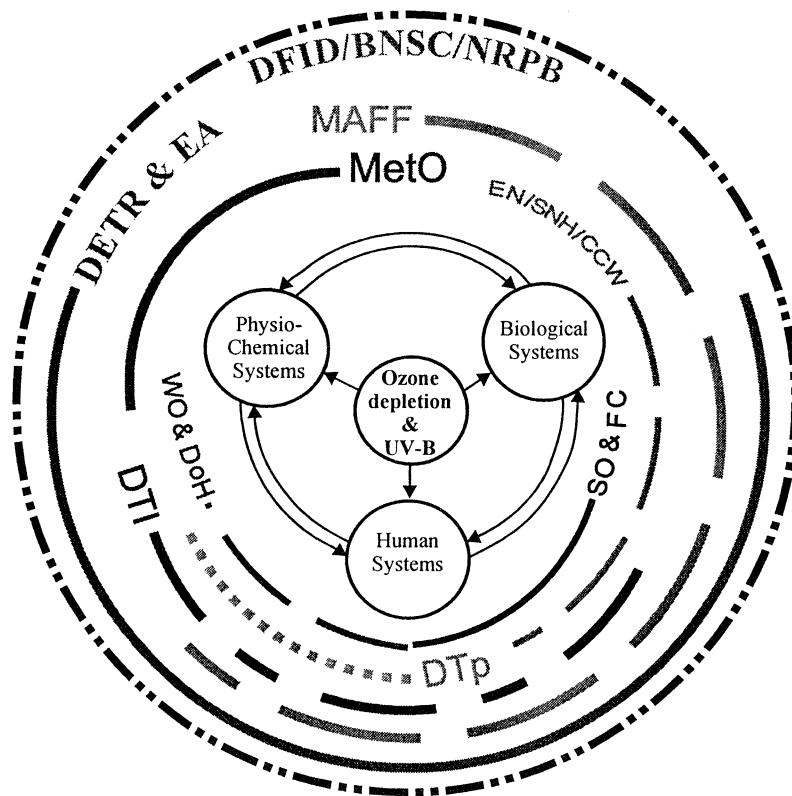 DFID/BNSC/NRPB
MAFF
DETR & EA
MetO
EN/SNH/CCW
Physio-
Chemical
Systems
Biological
Systems
Ozone
depletion
&
UV-B
WO & DoH
SO & FC
DTI
Human
Systems
DTp